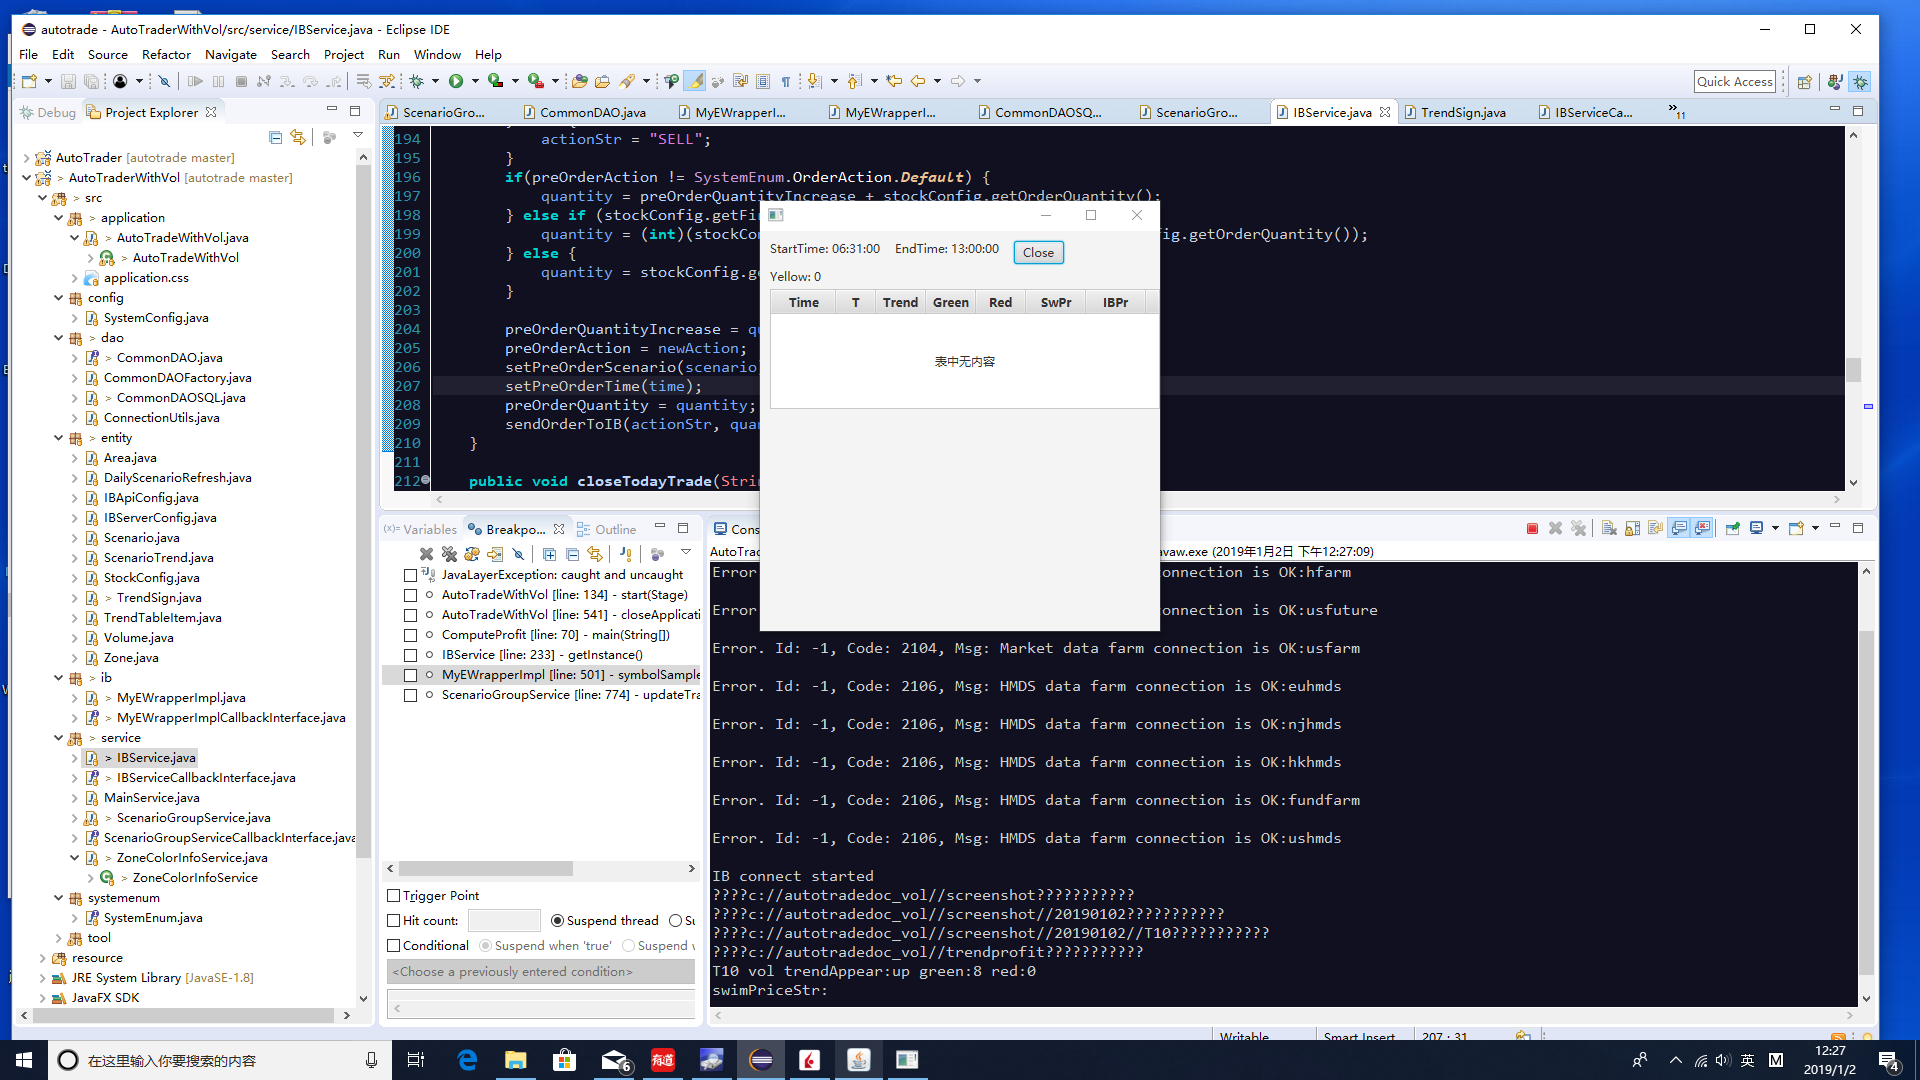 autotrade - AutoTraderWithVol/src/service/IBService.java - Eclipse IDE
File Edit Source Refactor Navigate Search Project Run Window Help
Quick Access
Debug Project Explorer
ScenarioGro... CommonDAO.java MyEWrapperI... MyEWrapperI... CommonDAOSQ... ScenarioGro... IBService.java TrendSign.java IBServiceCa... »11
AutoTrader [autotrade master]
> AutoTraderWithVol [autotrade master]
> src
> application
> AutoTradeWithVol.java
> AutoTradeWithVol
application.css
config
SystemConfig.java
> dao
> CommonDAO.java
CommonDAOFactory.java
> CommonDAOSQL.java
ConnectionUtils.java
> entity
Area.java
DailyScenarioRefresh.java
IBApiConfig.java
IBServerConfig.java
Scenario.java
ScenarioTrend.java
StockConfig.java
> TrendSign.java
TrendTableItem.java
Volume.java
Zone.java
> ib
> MyEWrapperImpl.java
> MyEWrapperImplCallbackInterface.java
> service
> IBService.java
> IBServiceCallbackInterface.java
MainService.java
> ScenarioGroupService.java
ScenarioGroupServiceCallbackInterface.java
> ZoneColorInfoService.java
> ZoneColorInfoService
systemenum
SystemEnum.java
tool
resource
JRE System Library [JavaSE-1.8]
JavaFX SDK
194 actionStr = "SELL";
195 }
196 if(preOrderAction != SystemEnum.OrderAction.Default) {
197 quantity = preOrderQuantityIncrease + stockConfig.getOrderQuantity();
198 } else if (stockConfig.getFi
199 quantity = (int)(stockCo fig.getOrderQuantity());
200 } else {
201 quantity = stockConfig.ge
202 }
203
204 preOrderQuantityIncrease = qu
205 preOrderAction = newAction;
206 setPreOrderScenario(scenario
207 setPreOrderTime(time);
208 preOrderQuantity = quantity;
209 sendOrderToIB(actionStr, qua
210 }
211
212 public void closeTodayTrade(Stri
StartTime: 06:31:00 EndTime: 13:00:00 Close
Yellow: 0
Time T Trend Green Red SwPr IBPr
表中无内容
(x)= Variables Breakpo... Outline
JavaLayerException: caught and uncaught
AutoTradeWithVol [line: 134] - start(Stage)
AutoTradeWithVol [line: 541] - closeApplicati
ComputeProfit [line: 70] - main(String[])
IBService [line: 233] - getInstance()
MyEWrapperImpl [line: 501] - symbolSample
ScenarioGroupService [line: 774] - updateTra
Trigger Point
Hit count: Suspend thread Su
Conditional Suspend when 'true' Suspend
<Choose a previously entered condition>
Cons
AutoTra avaw.exe (2019年1月2日 下午12:27:09)
Error connection is OK:hfarm
Error connection is OK:usfuture
Error. Id: -1, Code: 2104, Msg: Market data farm connection is OK:usfarm
Error. Id: -1, Code: 2106, Msg: HMDS data farm connection is OK:euhmds
Error. Id: -1, Code: 2106, Msg: HMDS data farm connection is OK:njhmds
Error. Id: -1, Code: 2106, Msg: HMDS data farm connection is OK:hkhmds
Error. Id: -1, Code: 2106, Msg: HMDS data farm connection is OK:fundfarm
Error. Id: -1, Code: 2106, Msg: HMDS data farm connection is OK:ushmds
IB connect started
????c://autotradedoc_vol//screenshot???????????
????c://autotradedoc_vol//screenshot//20190102???????????
????c://autotradedoc_vol//screenshot//20190102//T10???????????
????c://autotradedoc_vol//trendprofit???????????
T10 vol trendAppear:up green:8 red:0
swimPriceStr:
Writable Smart Insert 207 : 31
在这里输入你要搜索的内容
6
有道
英
M
12:27
2019/1/2
4